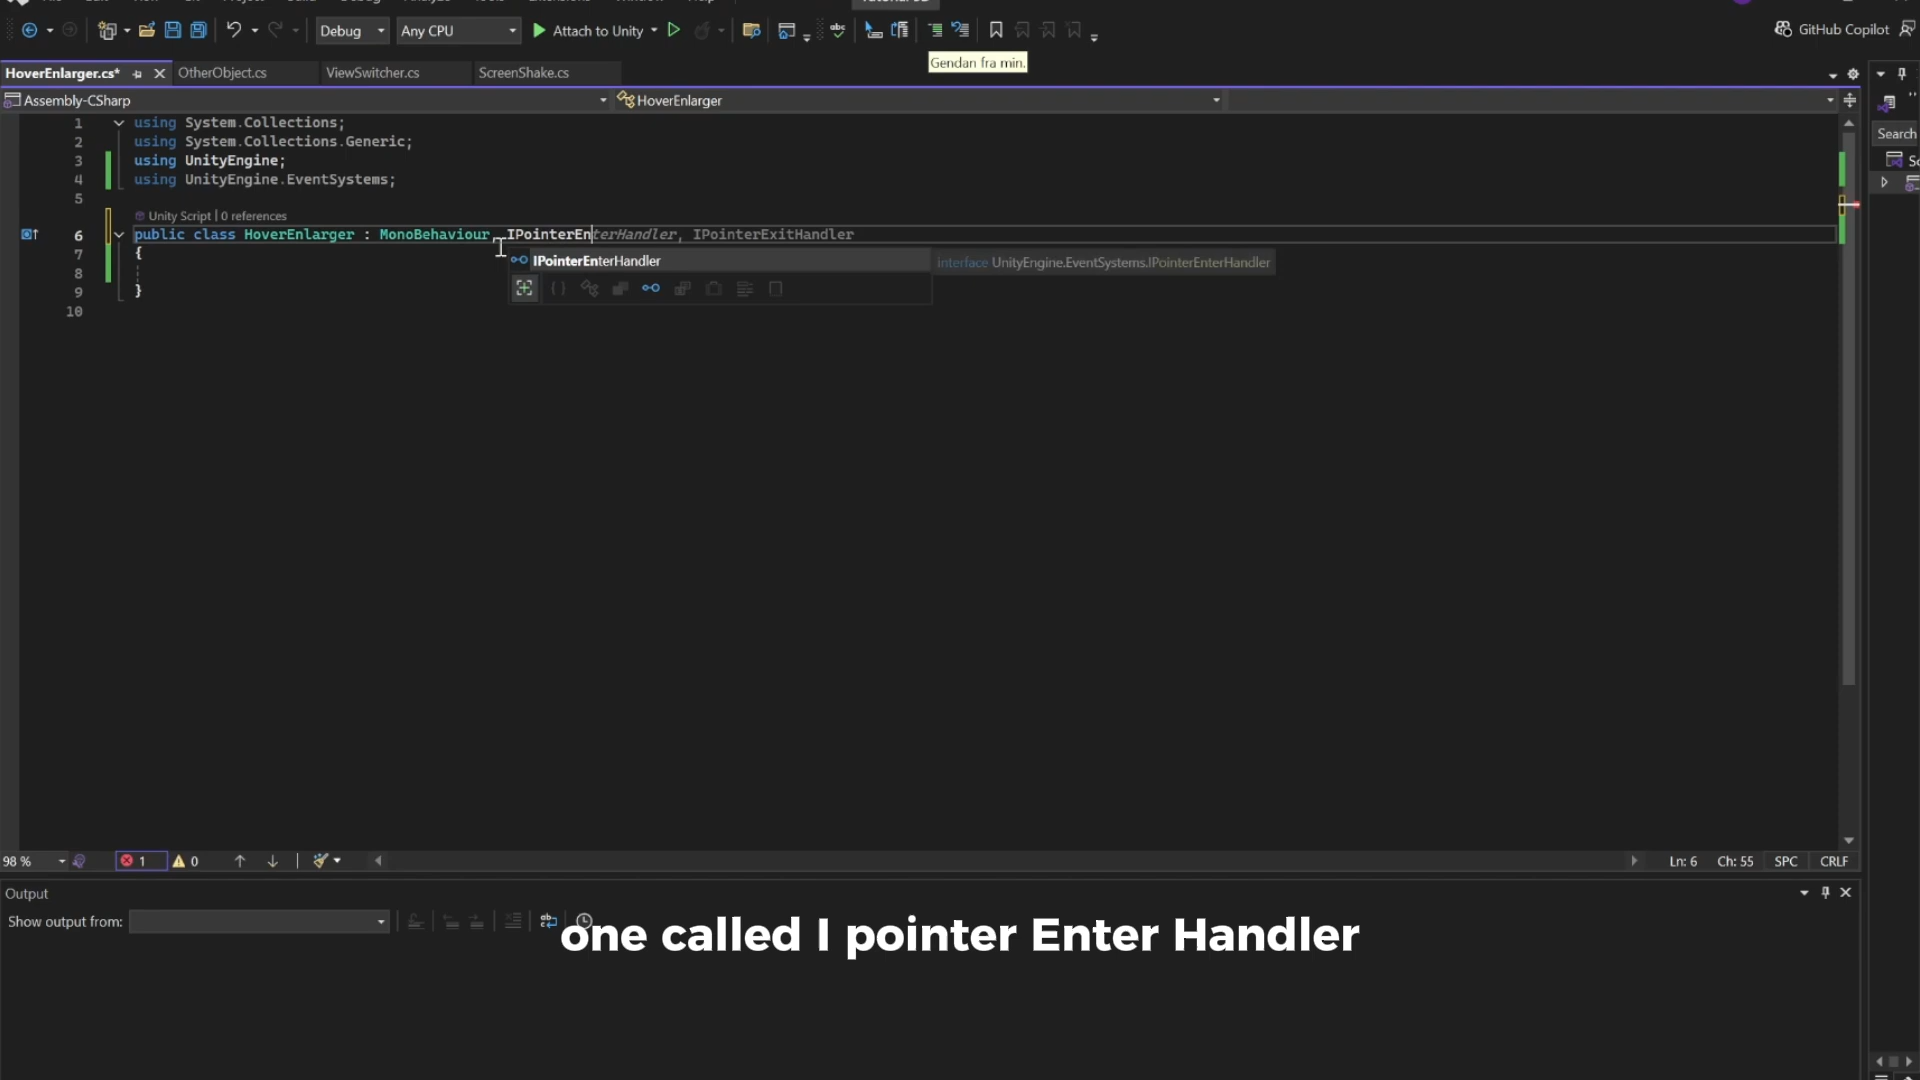 Debug
Any CPU
Attach to Unity
GitHub Copilot
Gendan fra min.
HoverEnlarger.cs*
OtherObject.cs
ViewSwitcher.cs
ScreenShake.cs
Assembly-CSharp
HoverEnlarger
Search
1 using System.Collections;
2 using System.Collections.Generic;
3 using UnityEngine;
4 using UnityEngine.EventSystems;
5
Unity Script | 0 references
6 public class HoverEnlarger : MonoBehaviour, IPointerEnterHandler, IPointerExitHandler
7 {
IPointerEnterHandler
interface UnityEngine.EventSystems.IPointerEnterHandler
8
9 }
10
98 %
1
0
Ln: 6
Ch: 55
SPC
CRLF
Output
Show output from:
one called I pointer Enter Handler